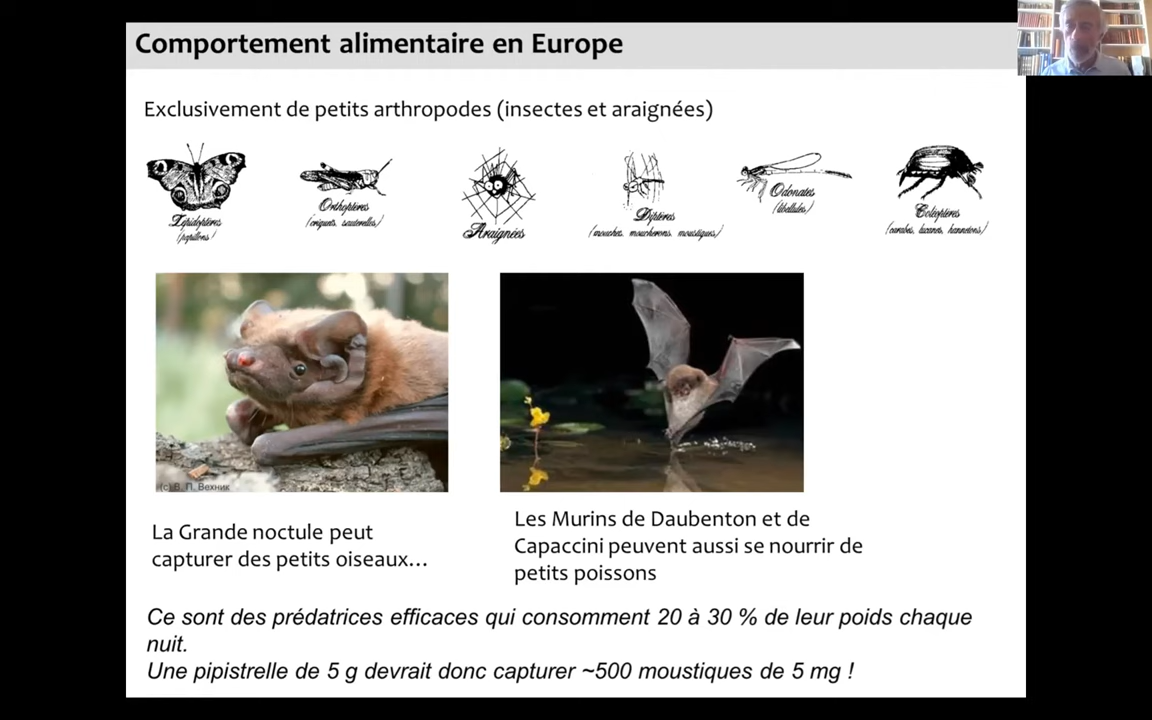 Comportement alimentaire en Europe
Exclusivement de petits arthropodes (insectes et araignées)
Lépidoptères
(papillons)
Orthoptères
(criquets, sauterelles)
Araignées
Diptères
(mouches, moucherons, moustiques)
Odonates
(libellules)
Coléoptères
(carabes, lucanes, hannetons)
(c) В. П. Вехник
La Grande noctule peut
capturer des petits oiseaux…
Les Murins de Daubenton et de
Capaccini peuvent aussi se nourrir de
petits poissons
Ce sont des prédatrices efficaces qui consomment 20 à 30 % de leur poids chaque
nuit.
Une pipistrelle de 5 g devrait donc capturer ~500 moustiques de 5 mg !